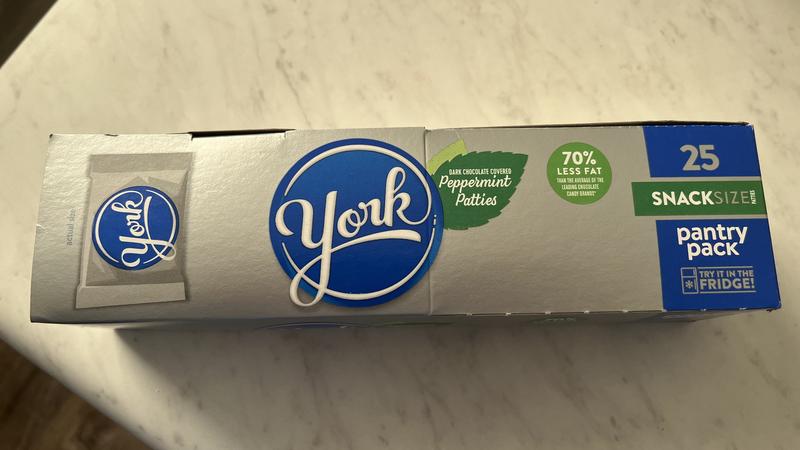 actual size
York
York
DARK CHOCOLATE COVERED
Peppermint
Patties
70%
LESS FAT
THAN THE AVERAGE OF THE
LEADING CHOCOLATE
CANDY BRANDS*
25
SNACKSIZE
PATTIES
pantry
pack
TRY IT IN THE
FRIDGE!